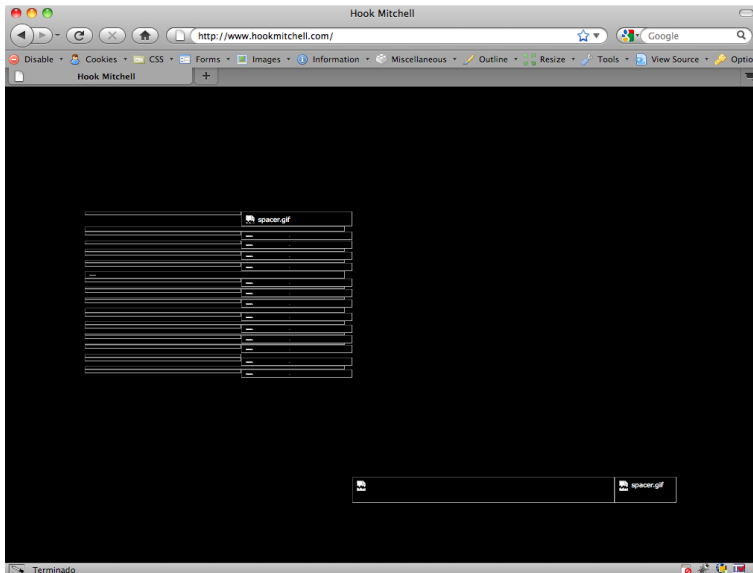 Hook Mitchell
http://www.hookmitchell.com/
Google
Disable Cookies CSS Forms Images Information Miscellaneous Outline Resize Tools View Source Optio
Hook Mitchell
spacer.gif
spacer.gif
Terminado